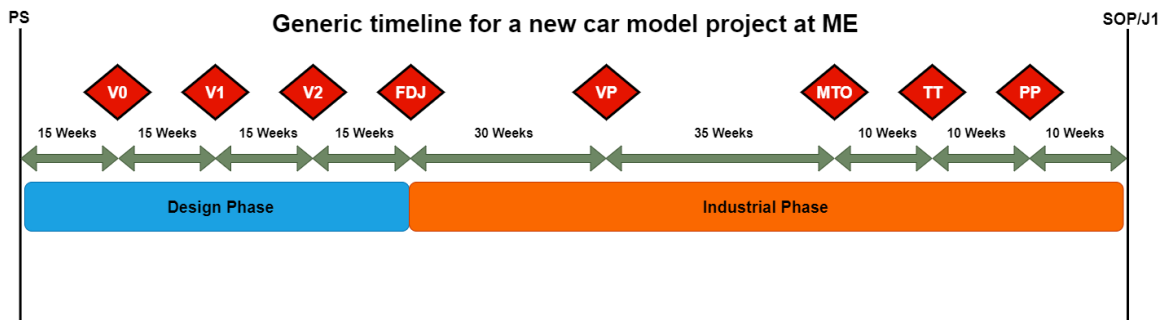 PS
Generic timeline for a new car model project at ME
SOP/J1
V0
V1
V2
FDJ
VP
MTO
TT
PP
15 Weeks
15 Weeks
15 Weeks
15 Weeks
30 Weeks
35 Weeks
10 Weeks
10 Weeks
10 Weeks
Design Phase
Industrial Phase